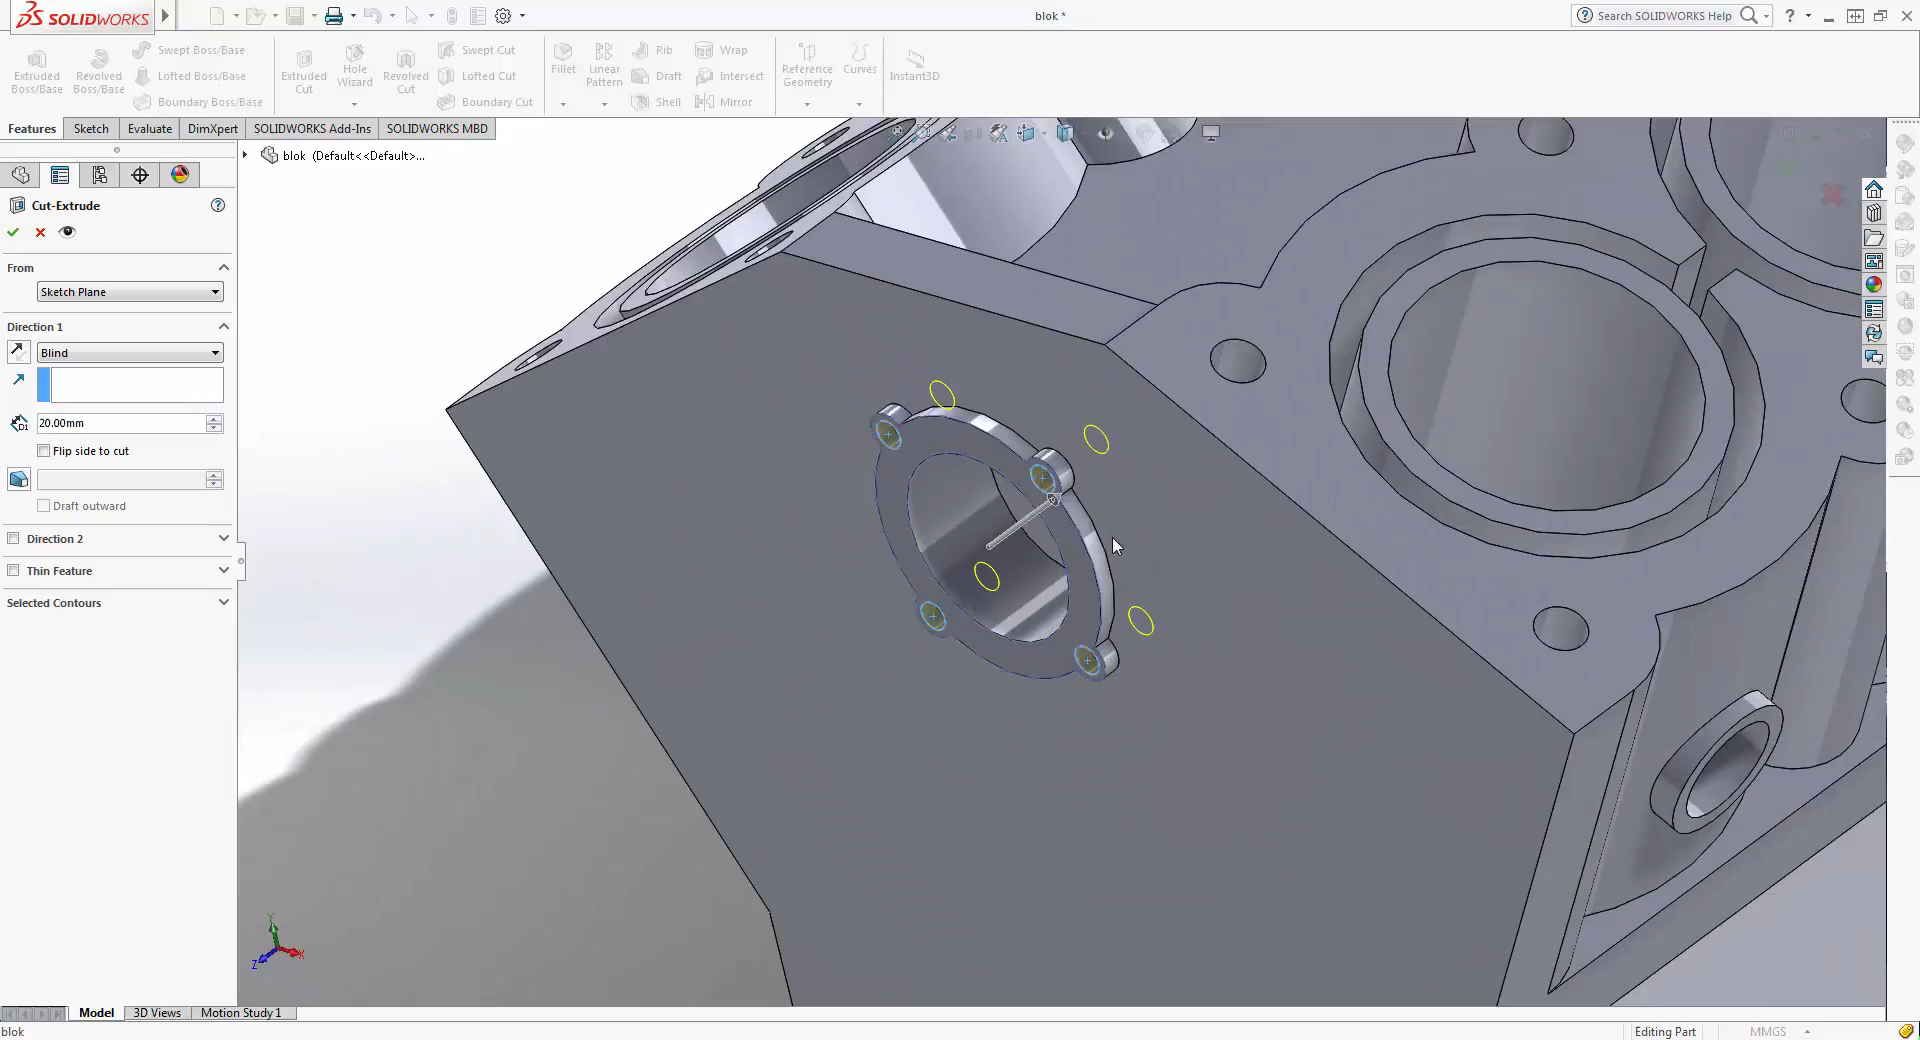 SOLIDWORKS
blok *
Search SOLIDWORKS Help
Extruded Boss/Base
Revolved Boss/Base
Swept Boss/Base
Lofted Boss/Base
Boundary Boss/Base
Extruded Cut
Hole Wizard
Revolved Cut
Swept Cut
Lofted Cut
Boundary Cut
Fillet
Linear Pattern
Rib
Draft
Shell
Wrap
Intersect
Mirror
Reference Geometry
Curves
Instant3D
Features Sketch Evaluate DimXpert SOLIDWORKS Add-Ins SOLIDWORKS MBD
blok (Default<<Default>...
Cut-Extrude
From
Sketch Plane
Direction 1
Blind
D1
20.00mm
Flip side to cut
Draft outward
Direction 2
Thin Feature
Selected Contours
Y
X
Z
Model 3D Views Motion Study 1
blok
Editing Part
MMGS